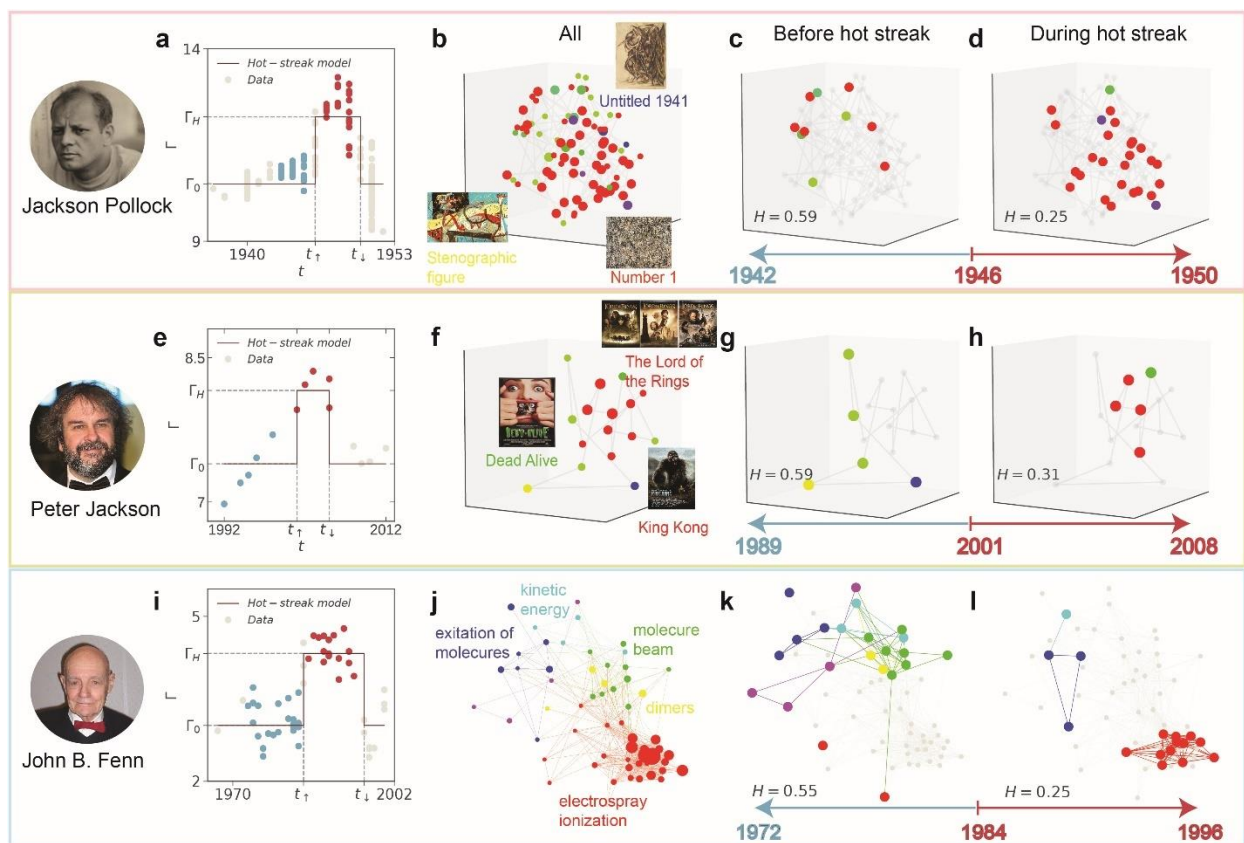 a
14
Hot − streak model
Data
Γ_H
Γ
Γ_0
9
1940
t↑
t↓
1953
t
Jackson Pollock
b
All
Untitled 1941
Stenographic
figure
Number 1
c
Before hot streak
H = 0.59
d
During hot streak
H = 0.25
1942
1946
1950
e
8.5
Hot − streak model
Data
Γ_H
Γ
Γ_0
7
1992
t↑
t↓
2012
t
Peter Jackson
f
The Lord of
the Rings
Dead Alive
King Kong
g
H = 0.59
h
H = 0.31
1989
2001
2008
i
5
Hot − streak model
Data
Γ_H
Γ
Γ_0
2
1970
t↑
t↓
2002
John B. Fenn
j
kinetic
energy
exitation of
molecules
molecure
beam
dimers
electrospray
ionization
k
H = 0.55
l
H = 0.25
1972
1984
1996